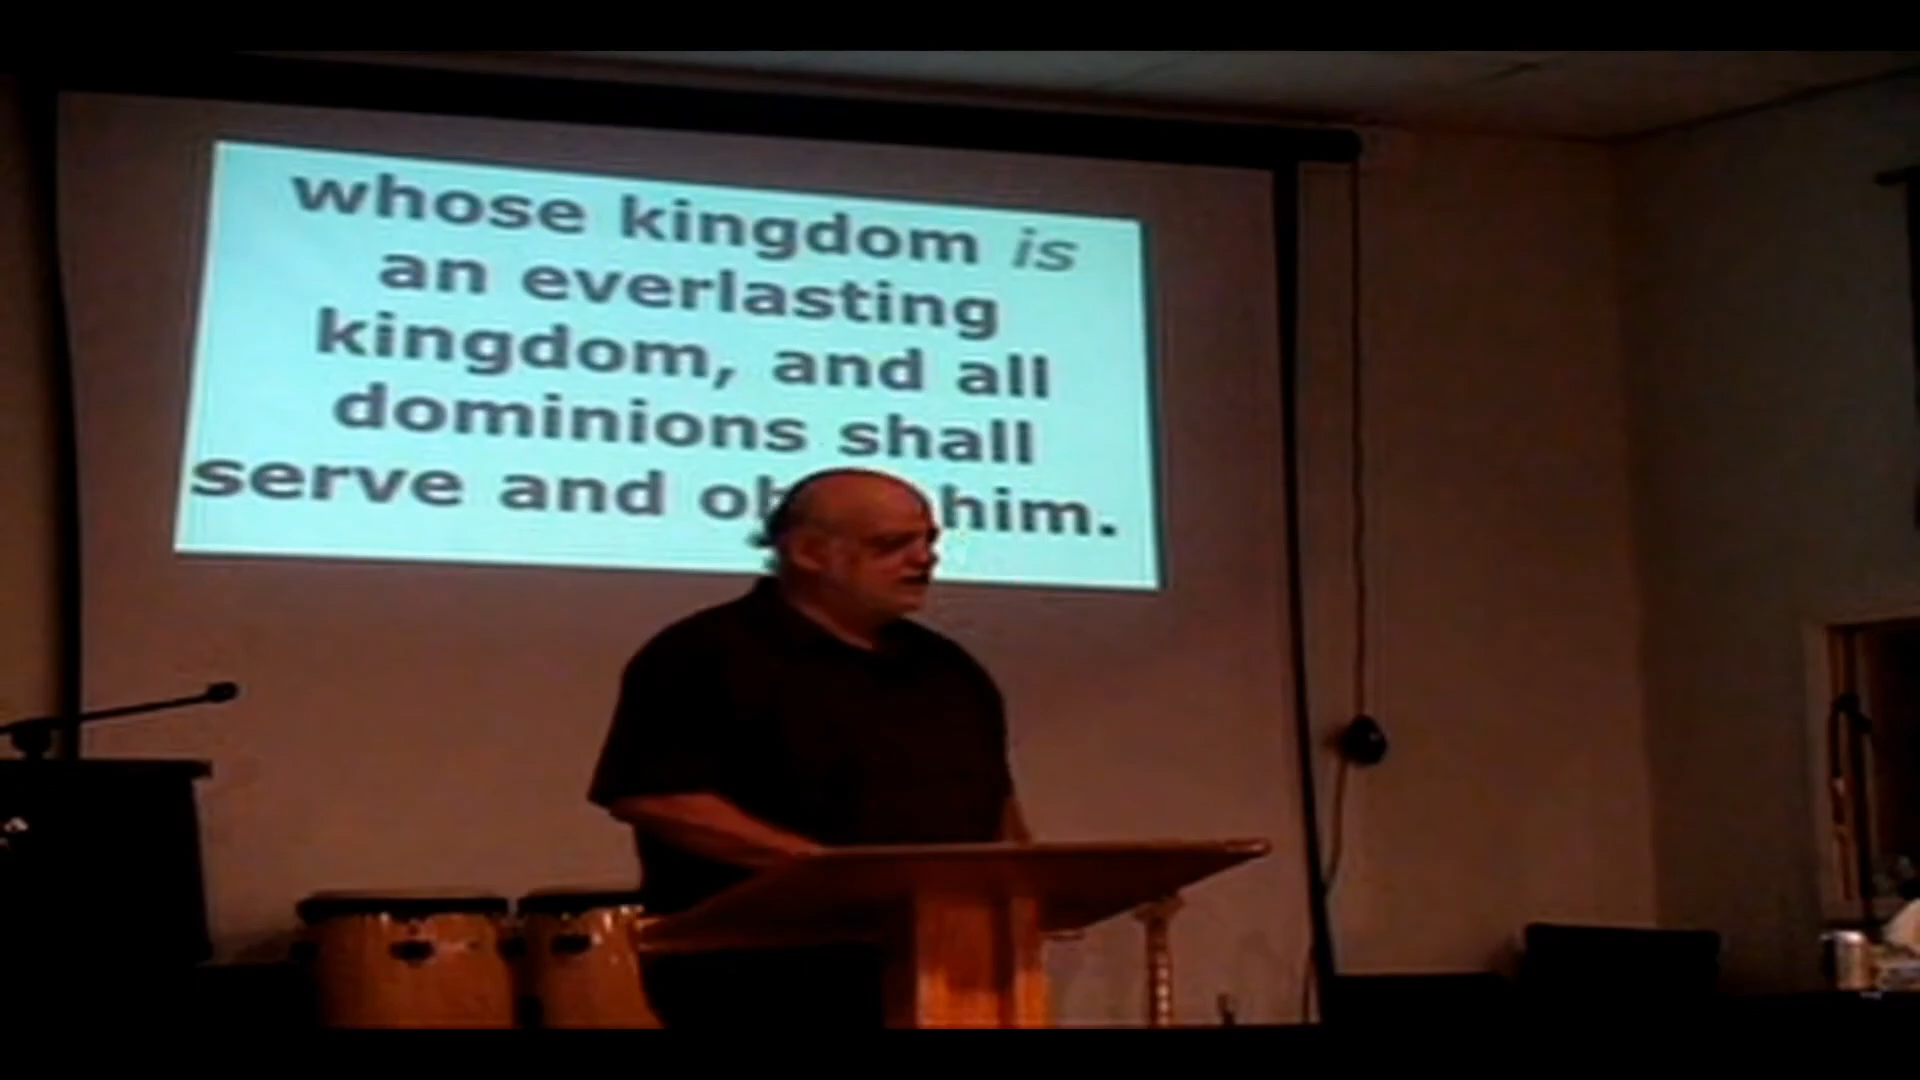 whose kingdom is
an everlasting
kingdom, and all
dominions shall
serve and him.